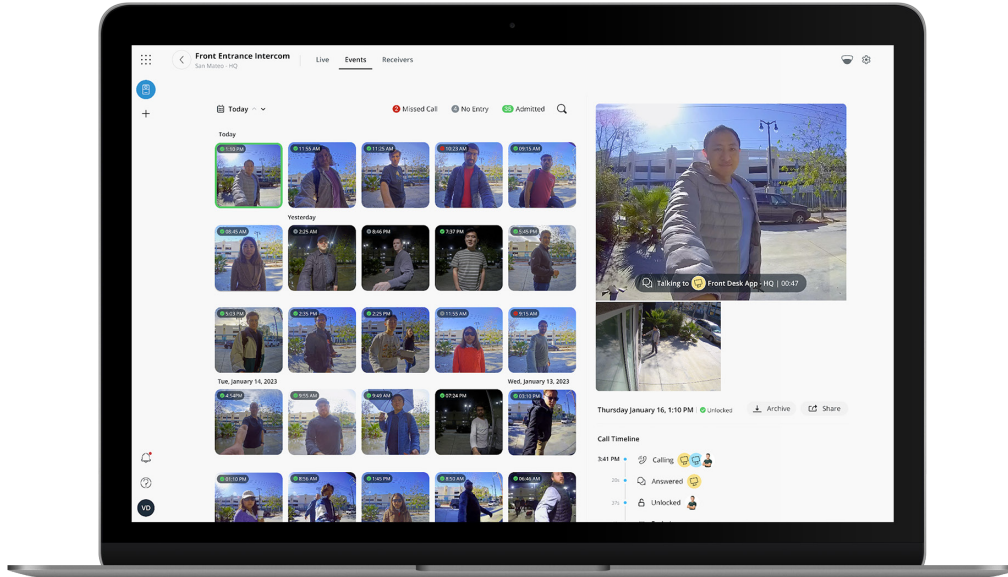 Front Entrance Intercom
San Mateo - HQ
Live
Events
Receivers
Today
2 Missed Call
No Entry
Admitted
Today
1:10 PM
11:55 AM
11:25 AM
10:23 AM
09:15 AM
Yesterday
08:45 AM
2:25 AM
8:46 PM
7:37 PM
5:45 PM
5:03 PM
2:35 PM
2:25 PM
11:55 AM
9:15 AM
Tue, January 14, 2023
Wed, January 13, 2023
4:54PM
9:55 AM
9:49 AM
07:24 PM
03:10 PM
01:10 PM
8:56 AM
1:45 PM
8:50 AM
06:46 AM
Talking to Front Desk App - HQ | 00:47
Thursday January 16, 1:10 PM | Unlocked
Archive
Share
Call Timeline
3:41 PM
Calling
Answered
Unlocked
VD